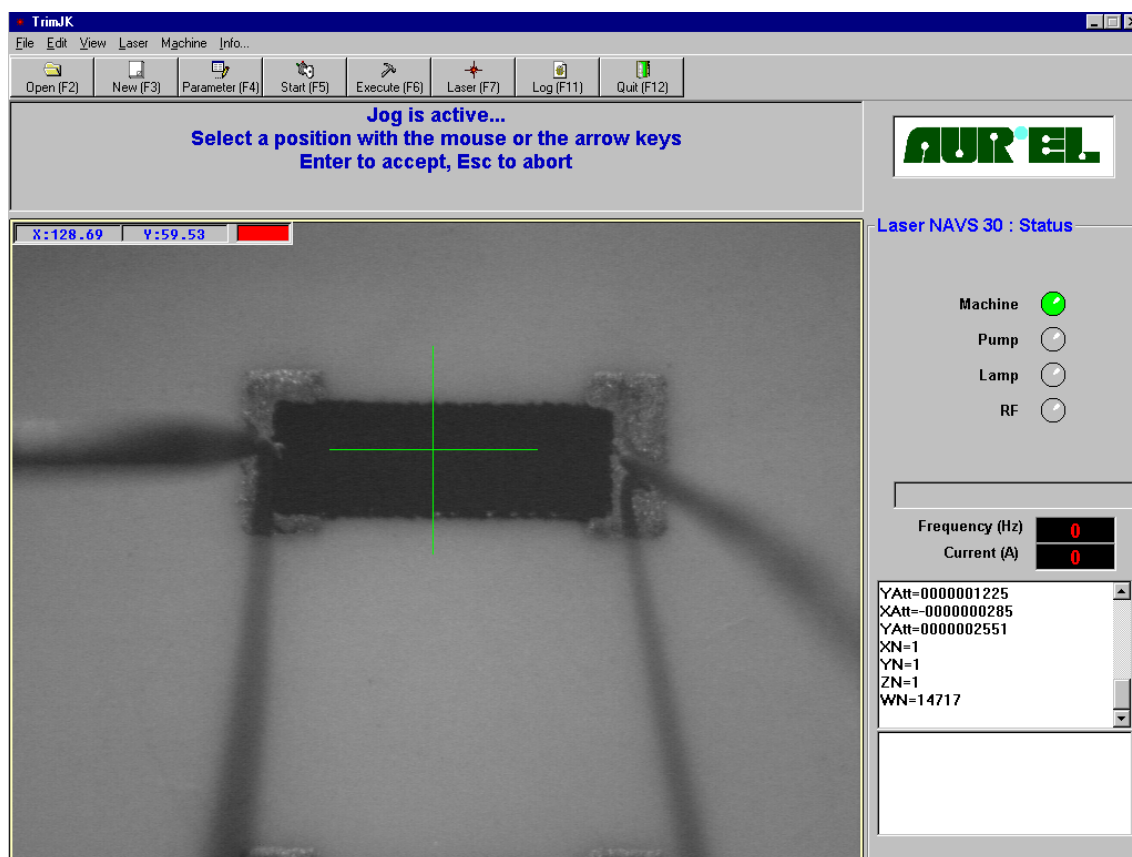 TrimJK
File Edit View Laser Machine Info...
Open (F2) New (F3) Parameter (F4) Start (F5) Execute (F6) Laser (F7) Log (F11) Quit (F12)
Jog is active...
Select a position with the mouse or the arrow keys
Enter to accept, Esc to abort
AUR°EL
X:128.69 Y:59.53
Laser NAVS 30 : Status
Machine
Pump
Lamp
RF
Frequency (Hz) 0
Current (A) 0
YAtt=0000001225
XAtt=-0000000285
YAtt=0000002551
XN=1
YN=1
ZN=1
WN=14717